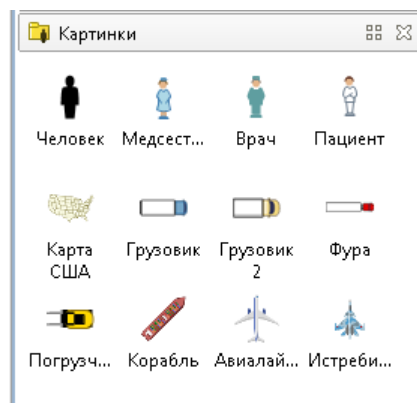 Картинки
Человек Медсест... Врач Пациент
Карта США Грузовик Грузовик 2 Фура
Погрузч... Корабль Авиалай... Истреби...